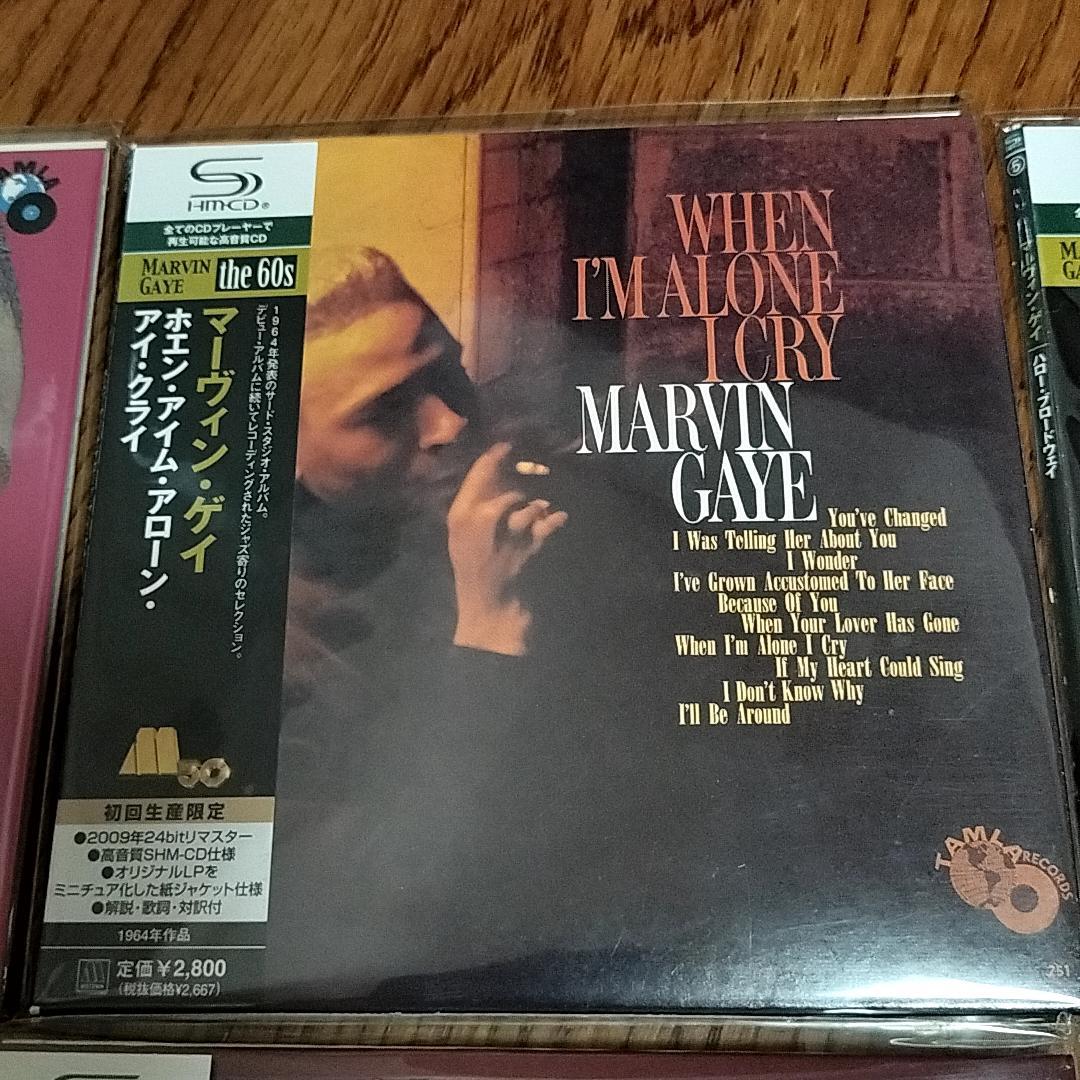 SHM-CD®
全てのCDプレーヤーで
再生可能な高音質CD
MARVIN
GAYE
the 60s
1964年発表のサード・スタジオ・アルバム。
デビュー・アルバムに続いてレコーディングされたジャズ寄りのセレクション。
マーヴィン・ゲイ
ホエン・アイム・アローン・
アイ・クライ
M50
初回生産限定
●2009年24bitリマスター
●高音質SHM-CD仕様
●オリジナルLPを
ミニチュア化した紙ジャケット仕様
●解説・歌詞・対訳付
1964年作品
MOTOWN
定価¥2,800
(税抜価格¥2,667)
WHEN
I'M ALONE
I CRY
MARVIN
GAYE
You've Changed
I Was Telling Her About You
I Wonder
I've Grown Accustomed To Her Face
Because Of You
When Your Lover Has Gone
When I'm Alone I Cry
If My Heart Could Sing
I Don't Know Why
I'll Be Around
TAMLA RECORDS
251
⑤
マーヴィン・ゲイ/ハロー・ブロードウェイ